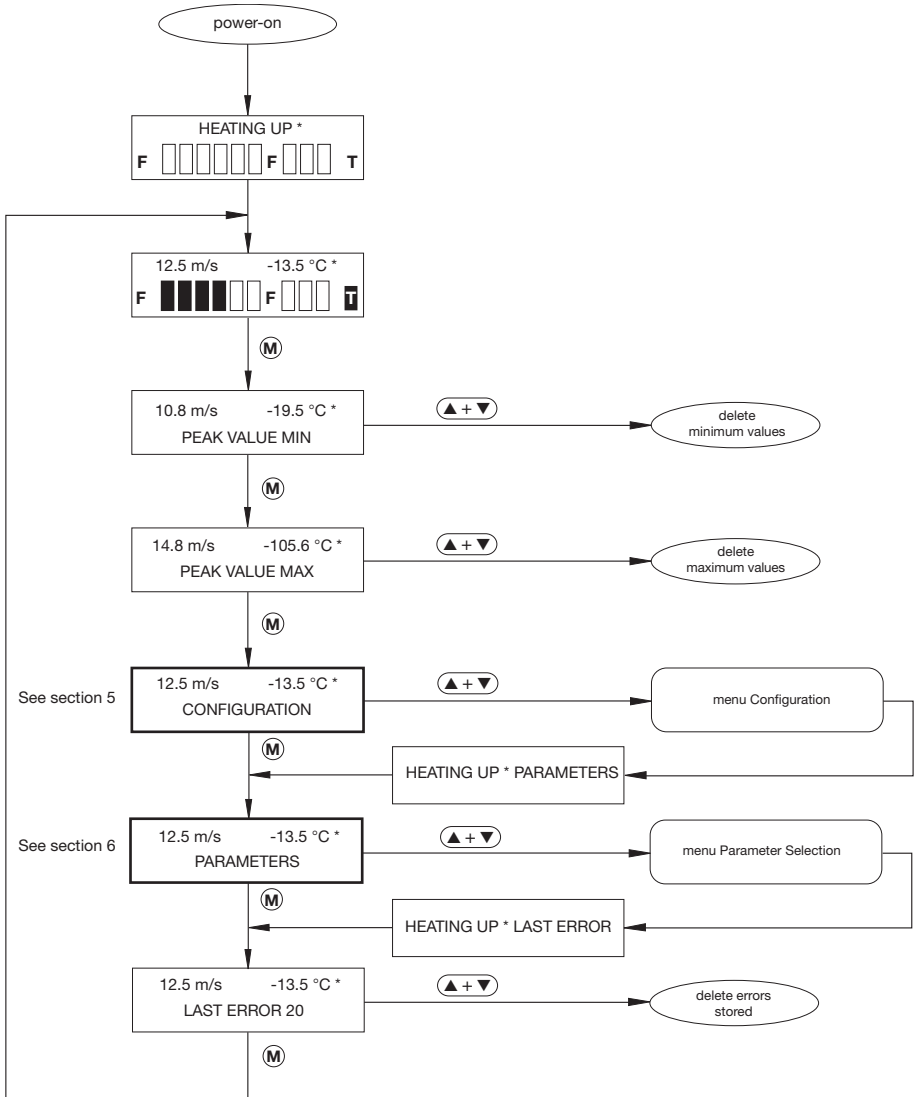 power-on
HEATING UP *
F F T
12.5 m/s -13.5 °C *
F F T
M
10.8 m/s -19.5 °C *
PEAK VALUE MIN
▲ + ▼
delete
minimum values
M
14.8 m/s -105.6 °C *
PEAK VALUE MAX
▲ + ▼
delete
maximum values
M
See section 5
12.5 m/s -13.5 °C *
CONFIGURATION
▲ + ▼
menu Configuration
M
HEATING UP * PARAMETERS
See section 6
12.5 m/s -13.5 °C *
PARAMETERS
▲ + ▼
menu Parameter Selection
M
HEATING UP * LAST ERROR
12.5 m/s -13.5 °C *
LAST ERROR 20
▲ + ▼
delete errors
stored
M